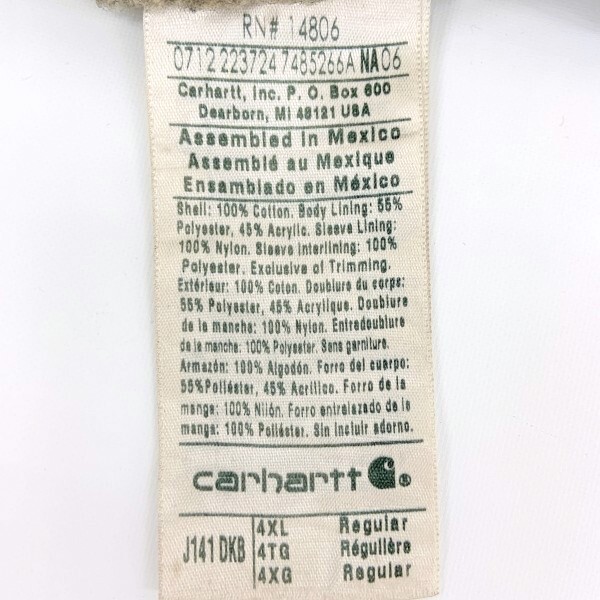 RN# 14806
0712 223724 7485266A NA06
Carhartt, Inc. P. O. Box 600
Dearborn, MI 48121 USA
Assembled in Mexico
Assemblé au Mexique
Ensamblado en México
Shell: 100% Cotton. Body Lining: 55%
Polyester, 45% Acrylic. Sleeve Lining:
100% Nylon. Sleeve Interlining: 100%
Polyester. Exclusive of Trimming.
Extérieur: 100% Coton. Doublure du corps:
55% Polyester, 45% Acrylique. Doublure
de la manche: 100% Nylon. Entredoublure
de la manche: 100% Polyester. Sans garniture.
Armazón: 100% Algodón. Forro del cuerpo:
55%Poliéster, 45% Acrílico. Forro de la
manga: 100% Nilón. Forro entrelazado de la
manga: 100% Poliéster. Sin incluir adorno.
carhartt ®
J141 DKB
4XL Regular
4TG Régulière
4XG Regular